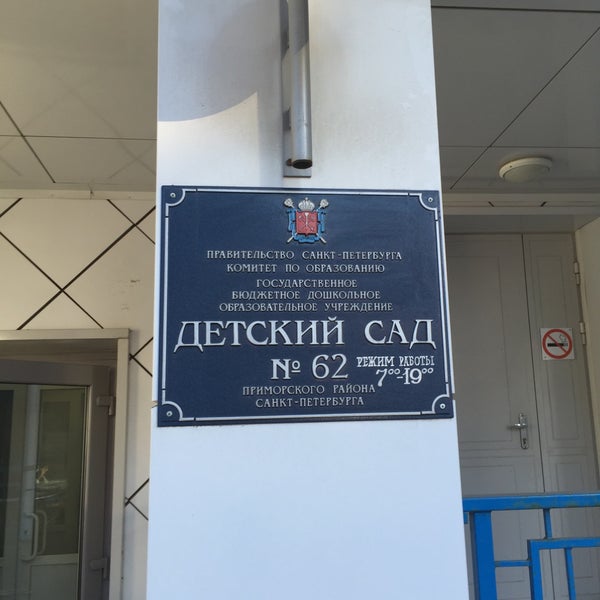 ПРАВИТЕЛЬСТВО САНКТ-ПЕТЕРБУРГА
КОМИТЕТ ПО ОБРАЗОВАНИЮ
ГОСУДАРСТВЕННОЕ
БЮДЖЕТНОЕ ДОШКОЛЬНОЕ
ОБРАЗОВАТЕЛЬНОЕ УЧРЕЖДЕНИЕ
ДЕТСКИЙ САД
№ 62 РЕЖИМ РАБОТЫ
700-1900
ПРИМОРСКОГО РАЙОНА
САНКТ-ПЕТЕРБУРГА